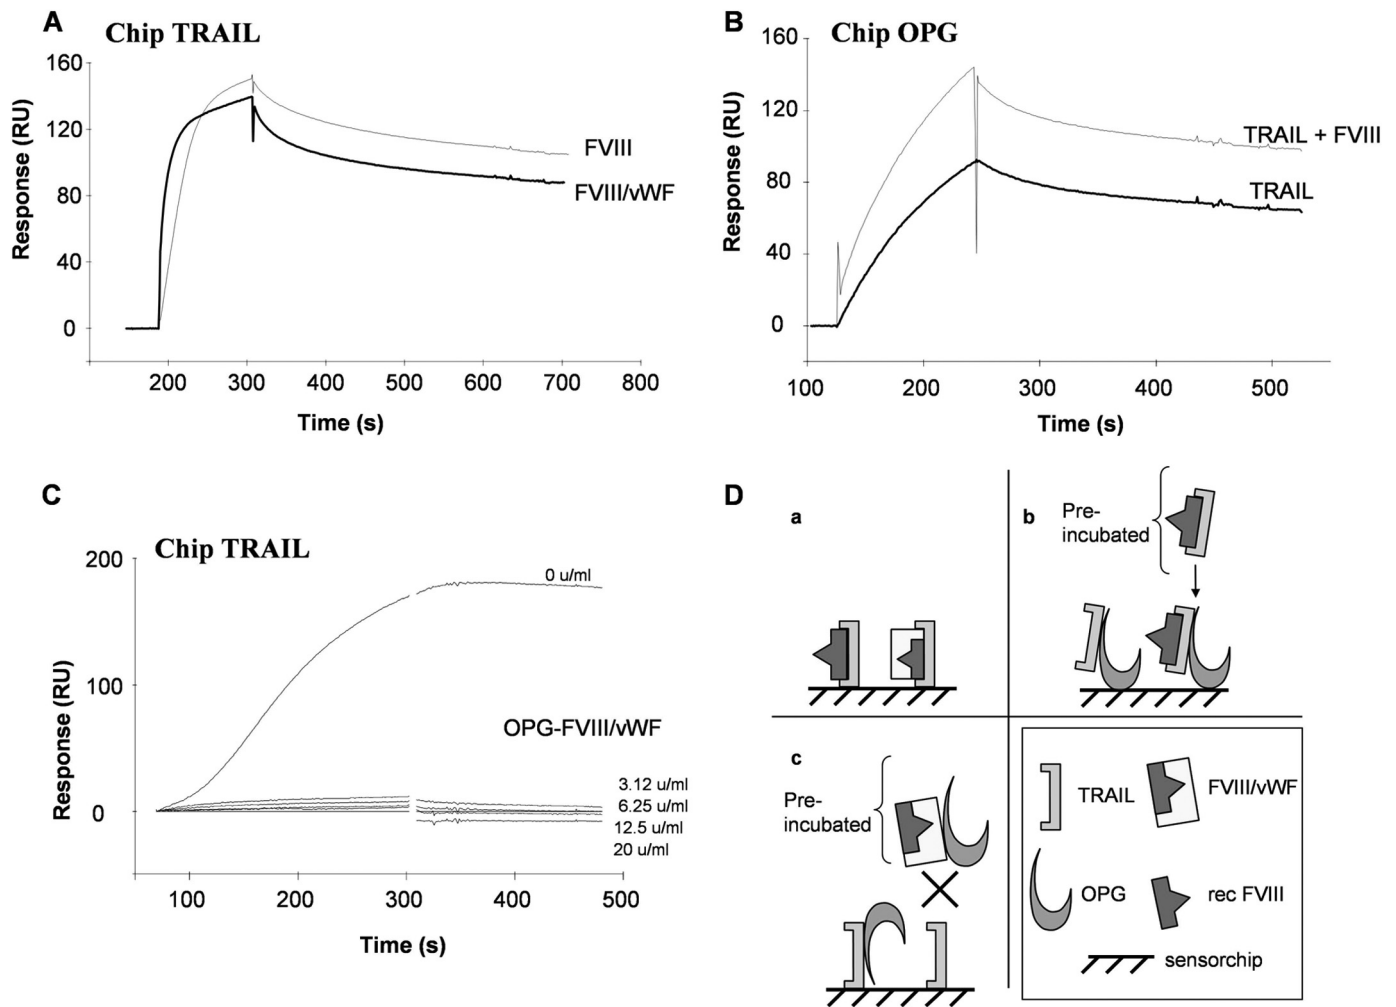 A
Chip TRAIL
160
120
80
40
0
Response (RU)
FVIII
FVIII/vWF
200 300 400 500 600 700 800
Time (s)
B
Chip OPG
160
120
80
40
0
Response (RU)
TRAIL + FVIII
TRAIL
100 200 300 400 500
Time (s)
C
Chip TRAIL
200
100
0
Response (RU)
0 u/ml
OPG-FVIII/vWF
3.12 u/ml
6.25 u/ml
12.5 u/ml
20 u/ml
100 200 300 400 500
Time (s)
D
a
b
Pre-
incubated
c
Pre-
incubated
TRAIL
FVIII/vWF
OPG
rec FVIII
sensorchip